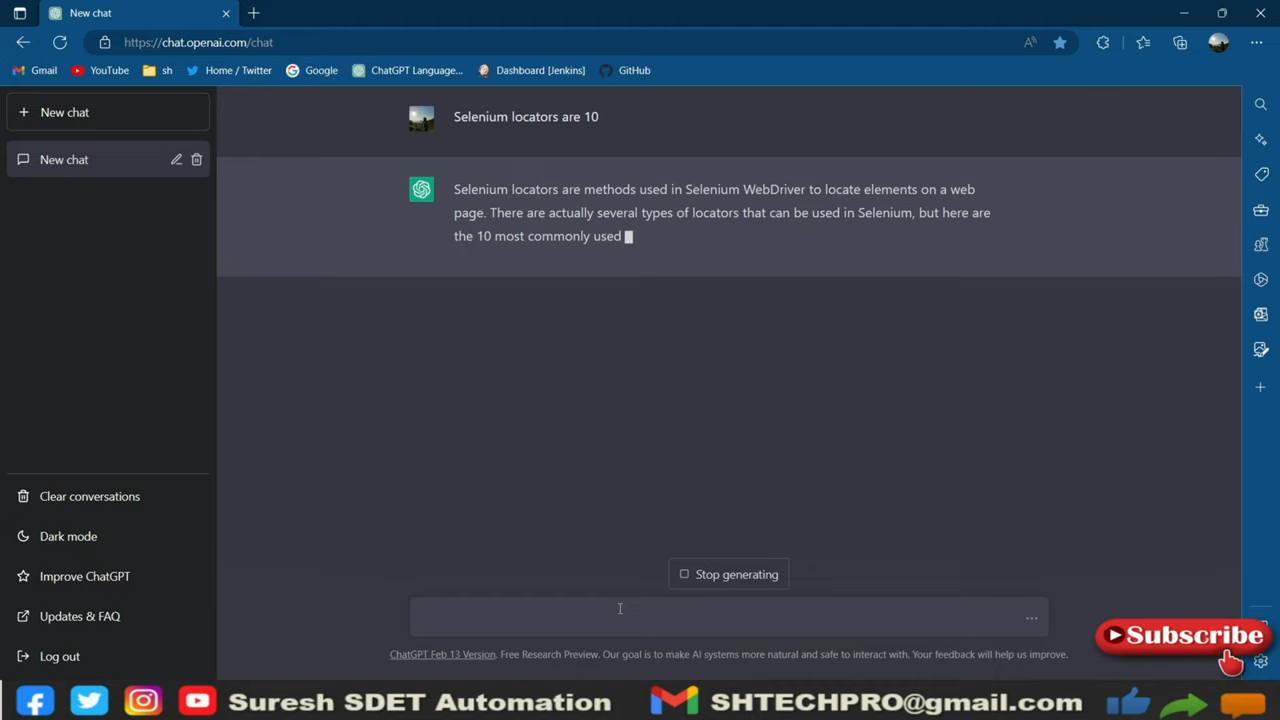 New chat
https://chat.openai.com/chat
Gmail
YouTube
sh
Home / Twitter
Google
ChatGPT Language...
Dashboard [Jenkins]
GitHub
New chat
New chat
Clear conversations
Dark mode
Improve ChatGPT
Updates & FAQ
Log out
Selenium locators are 10
Selenium locators are methods used in Selenium WebDriver to locate elements on a web
page. There are actually several types of locators that can be used in Selenium, but here are
the 10 most commonly used
Stop generating
ChatGPT Feb 13 Version. Free Research Preview. Our goal is to make AI systems more natural and safe to interact with. Your feedback will help us improve.
Subscribe
Suresh SDET Automation
SHTECHPRO@gmail.com